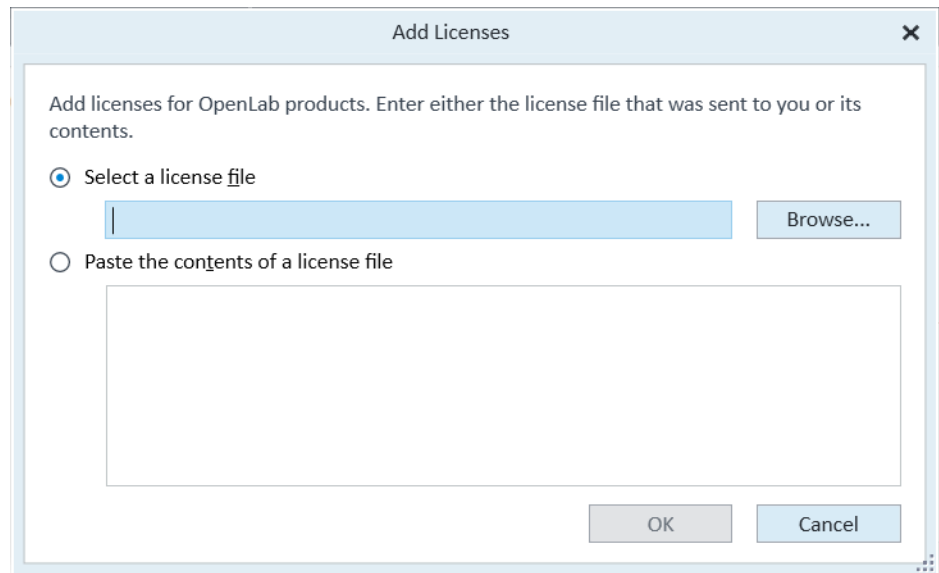 Add Licenses
Add licenses for OpenLab products. Enter either the license file that was sent to you or its
contents.
Select a license file
Browse...
Paste the contents of a license file
OK
Cancel